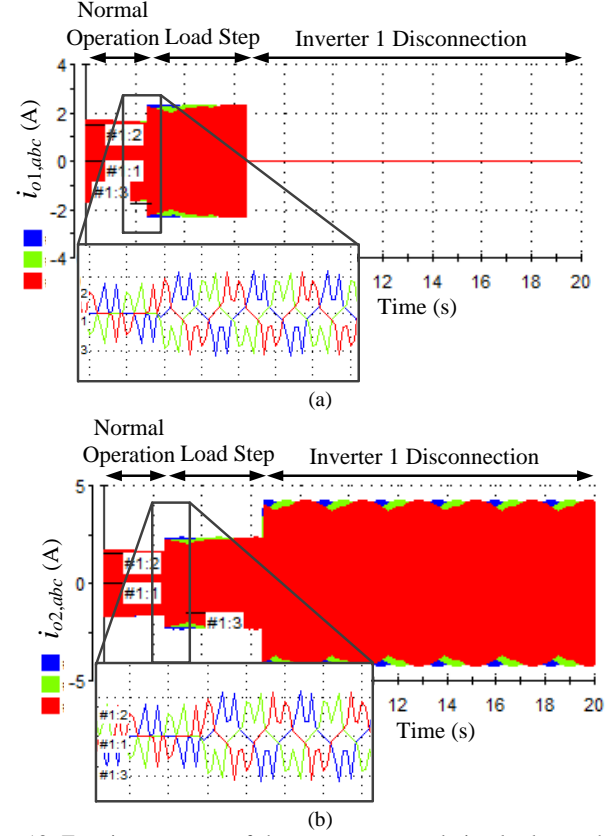 Normal
Operation Load Step Inverter 1 Disconnection
4
2
0
-2
-4
i_{o1,abc} (A)
#1:2
#1:1
#1:3
12 14 16 18 20
Time (s)
2
1
3
(a)
Normal
Operation Load Step Inverter 1 Disconnection
5
0
-5
i_{o2,abc} (A)
#1:2
#1:1
#1:3
12 14 16 18 20
Time (s)
#1:2
#1:1
#1:3
(b)